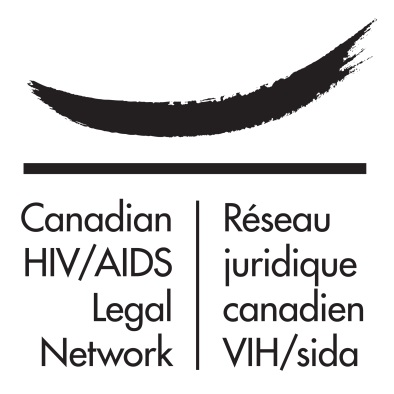 Canadian
HIV/AIDS
Legal
Network
Réseau
juridique
canadien
VIH/sida